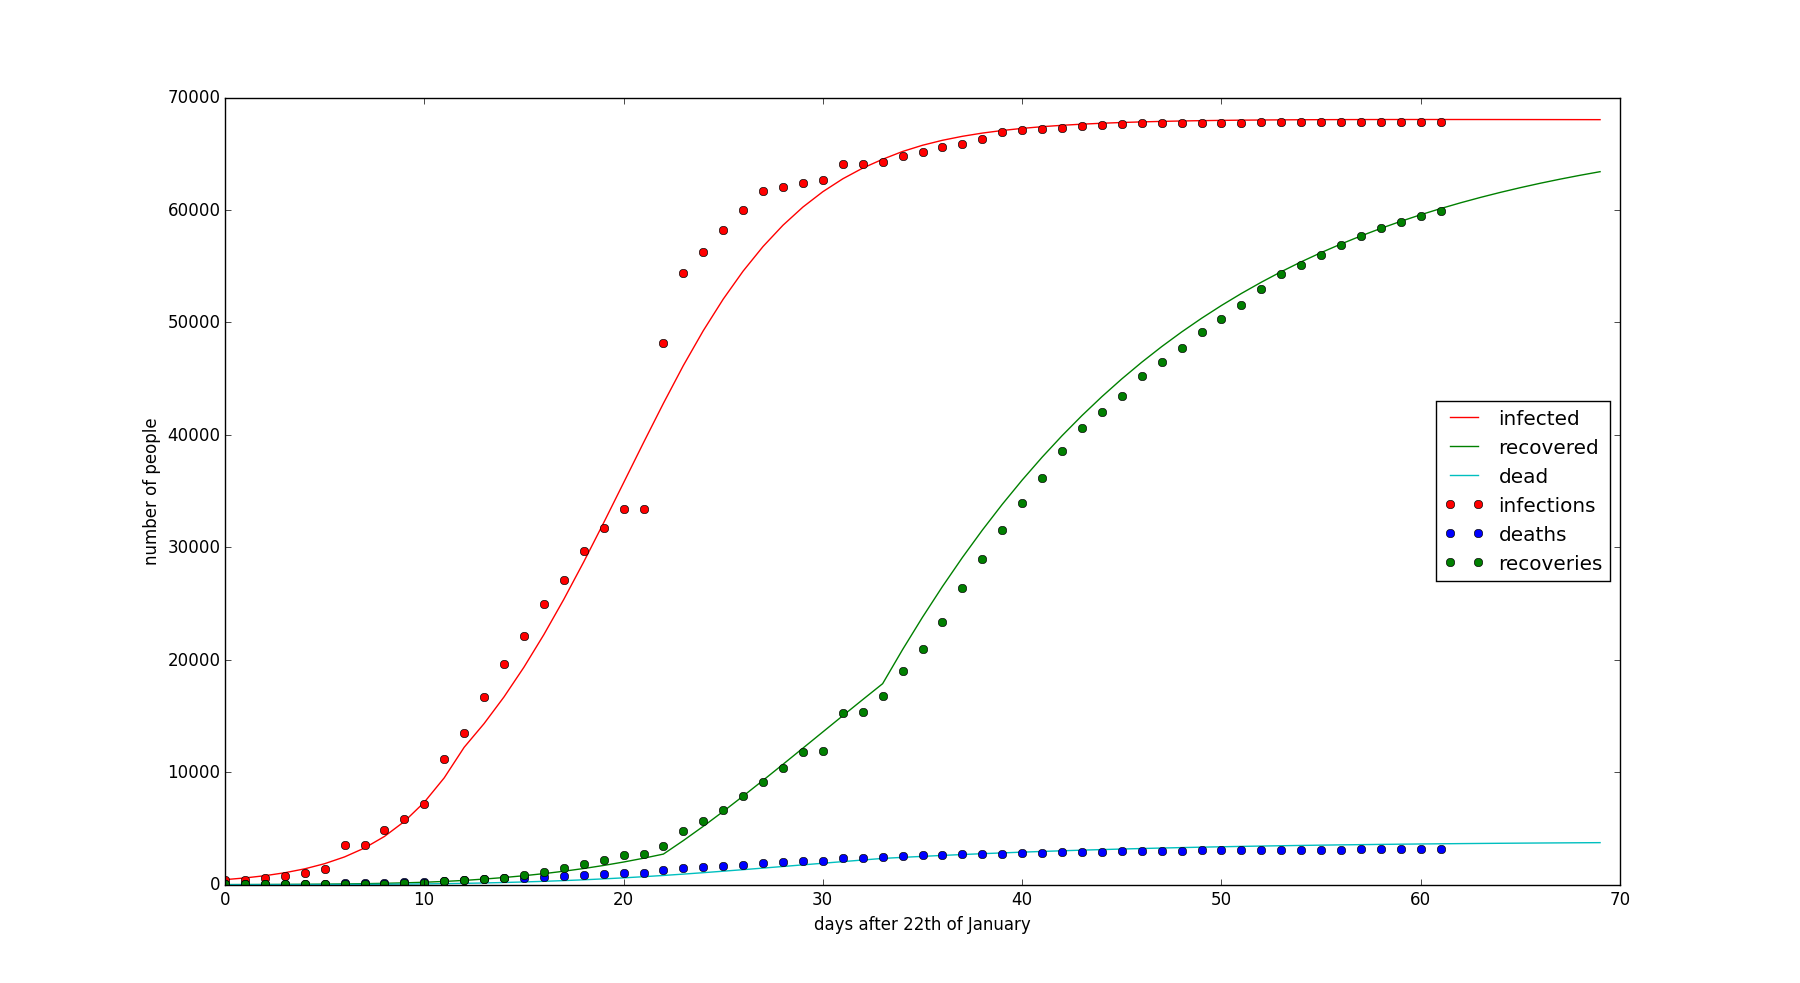 70000
60000
50000
40000
30000
20000
10000
0
number of people
infected
recovered
dead
infections
deaths
recoveries
0 10 20 30 40 50 60 70
days after 22th of January